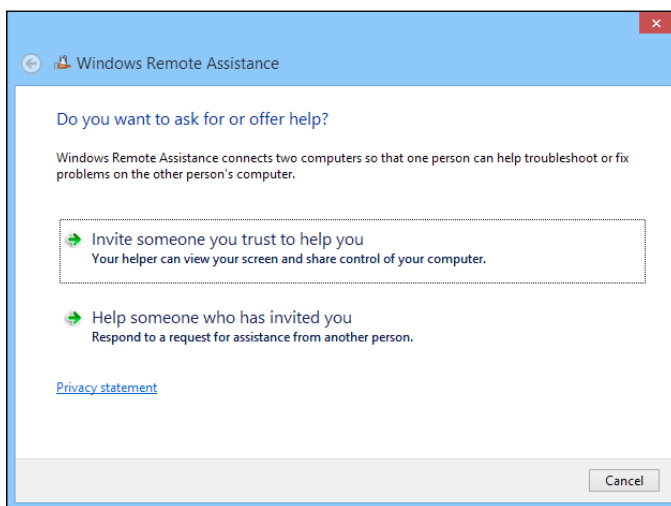 Windows Remote Assistance
Do you want to ask for or offer help?
Windows Remote Assistance connects two computers so that one person can help troubleshoot or fix
problems on the other person's computer.
Invite someone you trust to help you
Your helper can view your screen and share control of your computer.
Help someone who has invited you
Respond to a request for assistance from another person.
Privacy statement
Cancel